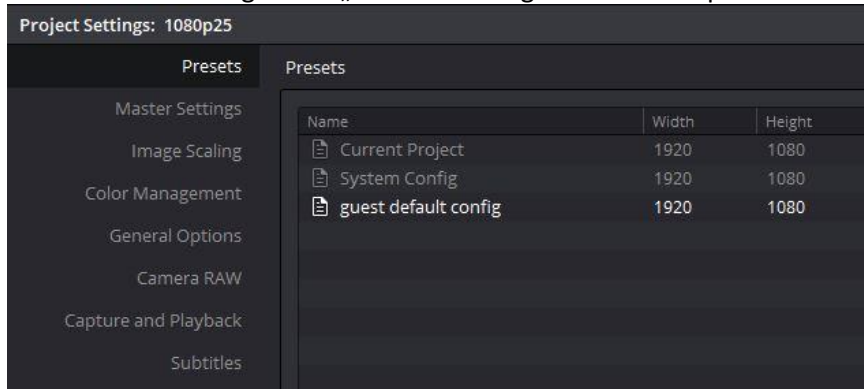 Project Settings: 1080p25
Presets
Master Settings
Image Scaling
Color Management
General Options
Camera RAW
Capture and Playback
Subtitles
Presets
Name Width Height
Current Project 1920 1080
System Config 1920 1080
guest default config 1920 1080